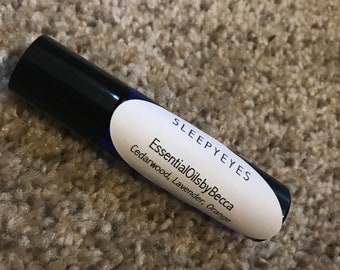 SLEEPYEYES
EssentialOilsbyBecca
Cedarwood, Lavender, Orange